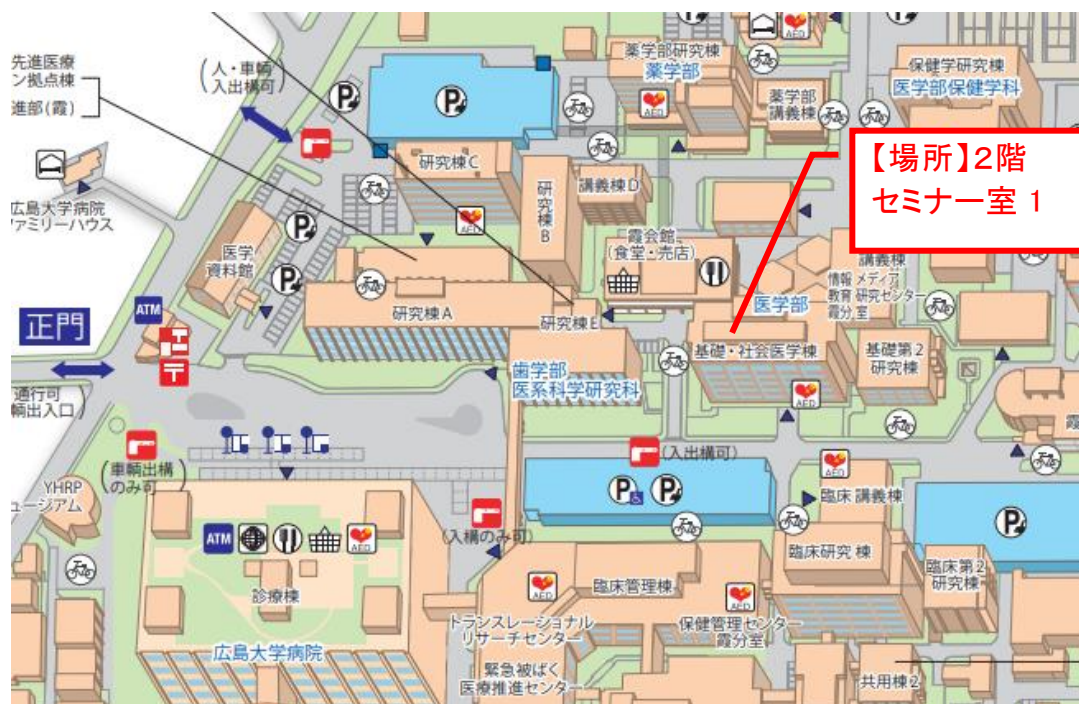 先進医療
ン拠点棟
進部(霞)
(人・車輌
入出構可)
P
P
研究棟C
AED
薬学部研究棟
薬学部
AED
薬学部
講義棟
AED
P
保健学研究棟
医学部保健学科
【場所】2階
セミナー室 1
広島大学病院
ファミリーハウス
医学
資料館
P
P
研究棟B
講義棟D
霞会館
(食堂・売店)
講義棟
情報 メディア
教育 研究センター
霞分室
医学部
ATM
正門
研究棟A
研究棟E
基礎・社会医学棟
基礎第2
研究棟
歯学部
医系科学研究科
AED
通行可
輌出入口)
(車輌出構
のみ可)
YHRP
ュージアム
(入出構可)
P
P
AED
臨床 講義棟
P
(入構のみ可)
ATM
AED
診療棟
広島大学病院
AED
臨床管理棟
AED
臨床研究 棟
臨床第2
研究棟
トランスレーショナル
リサーチセンター
保健管理センター
霞分室
緊急被ばく
医療推進センター
共用棟2
霞